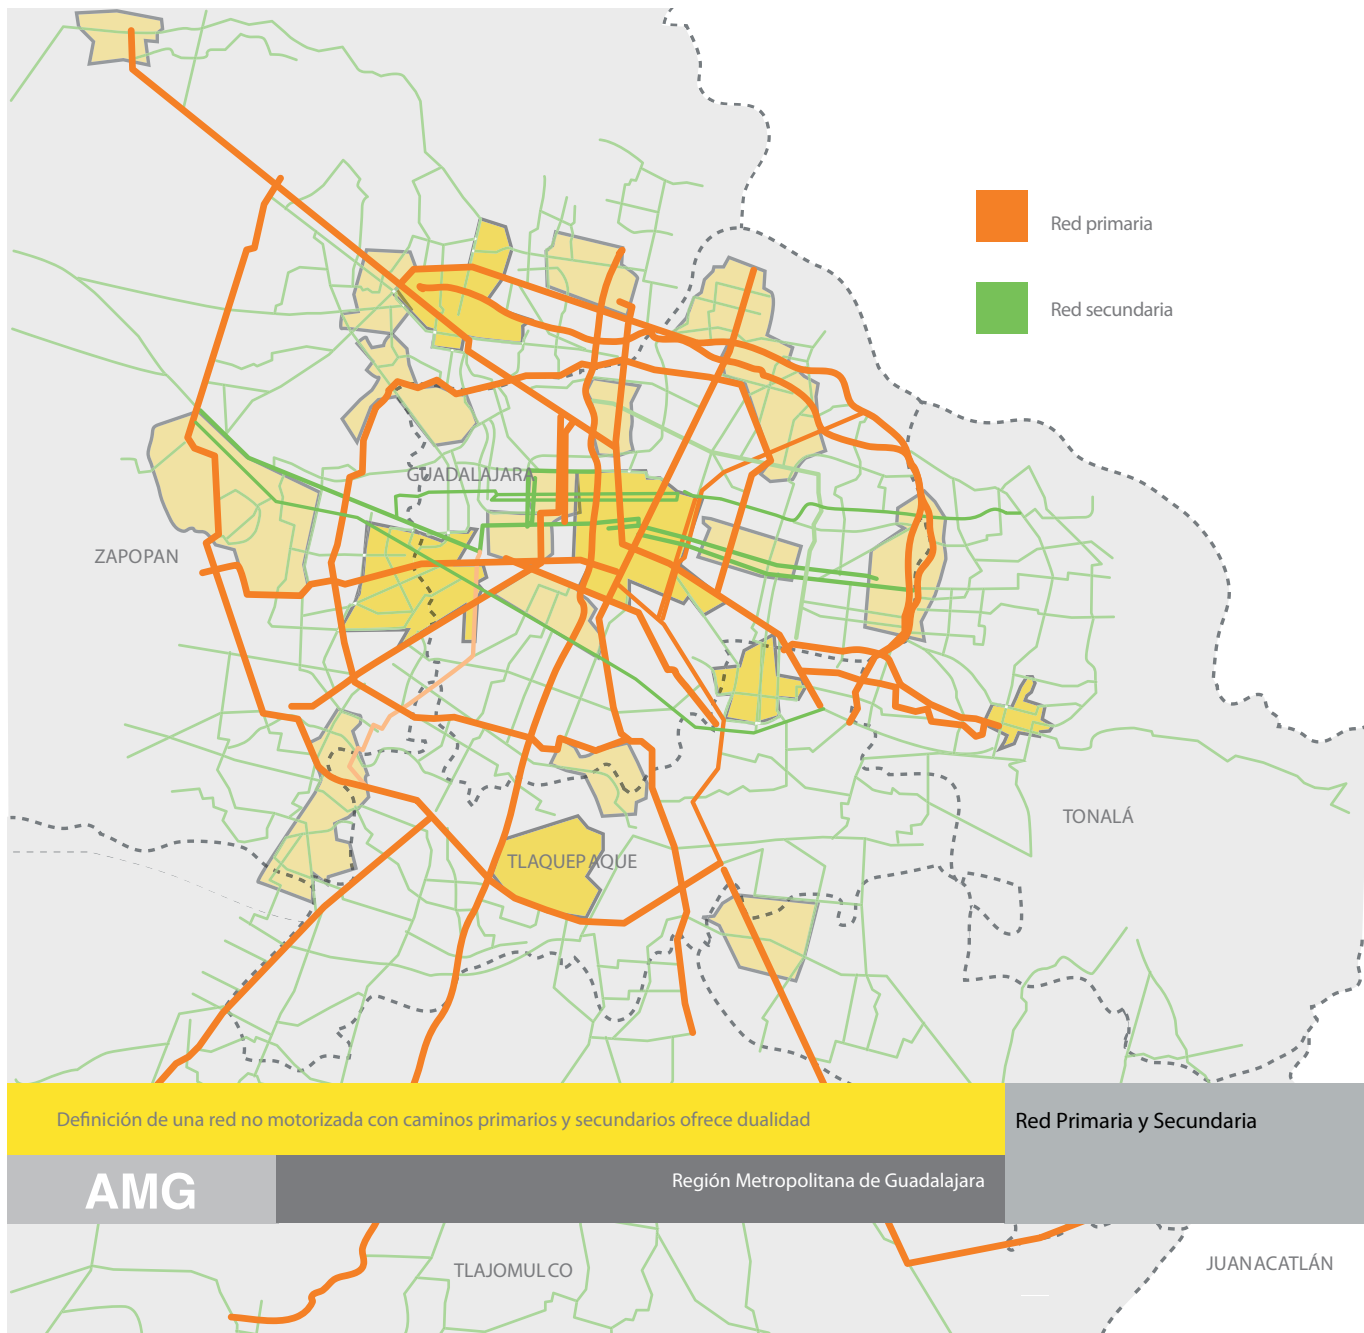 Red primaria
Red secundaria
GUADALAJARA
ZAPOPAN
TONALÁ
TLAQUEPAQUE
Definición de una red no motorizada con caminos primarios y secundarios ofrece dualidad
Red Primaria y Secundaria
AMG
Región Metropolitana de Guadalajara
TLAJOMULCO
JUANACATLÁN